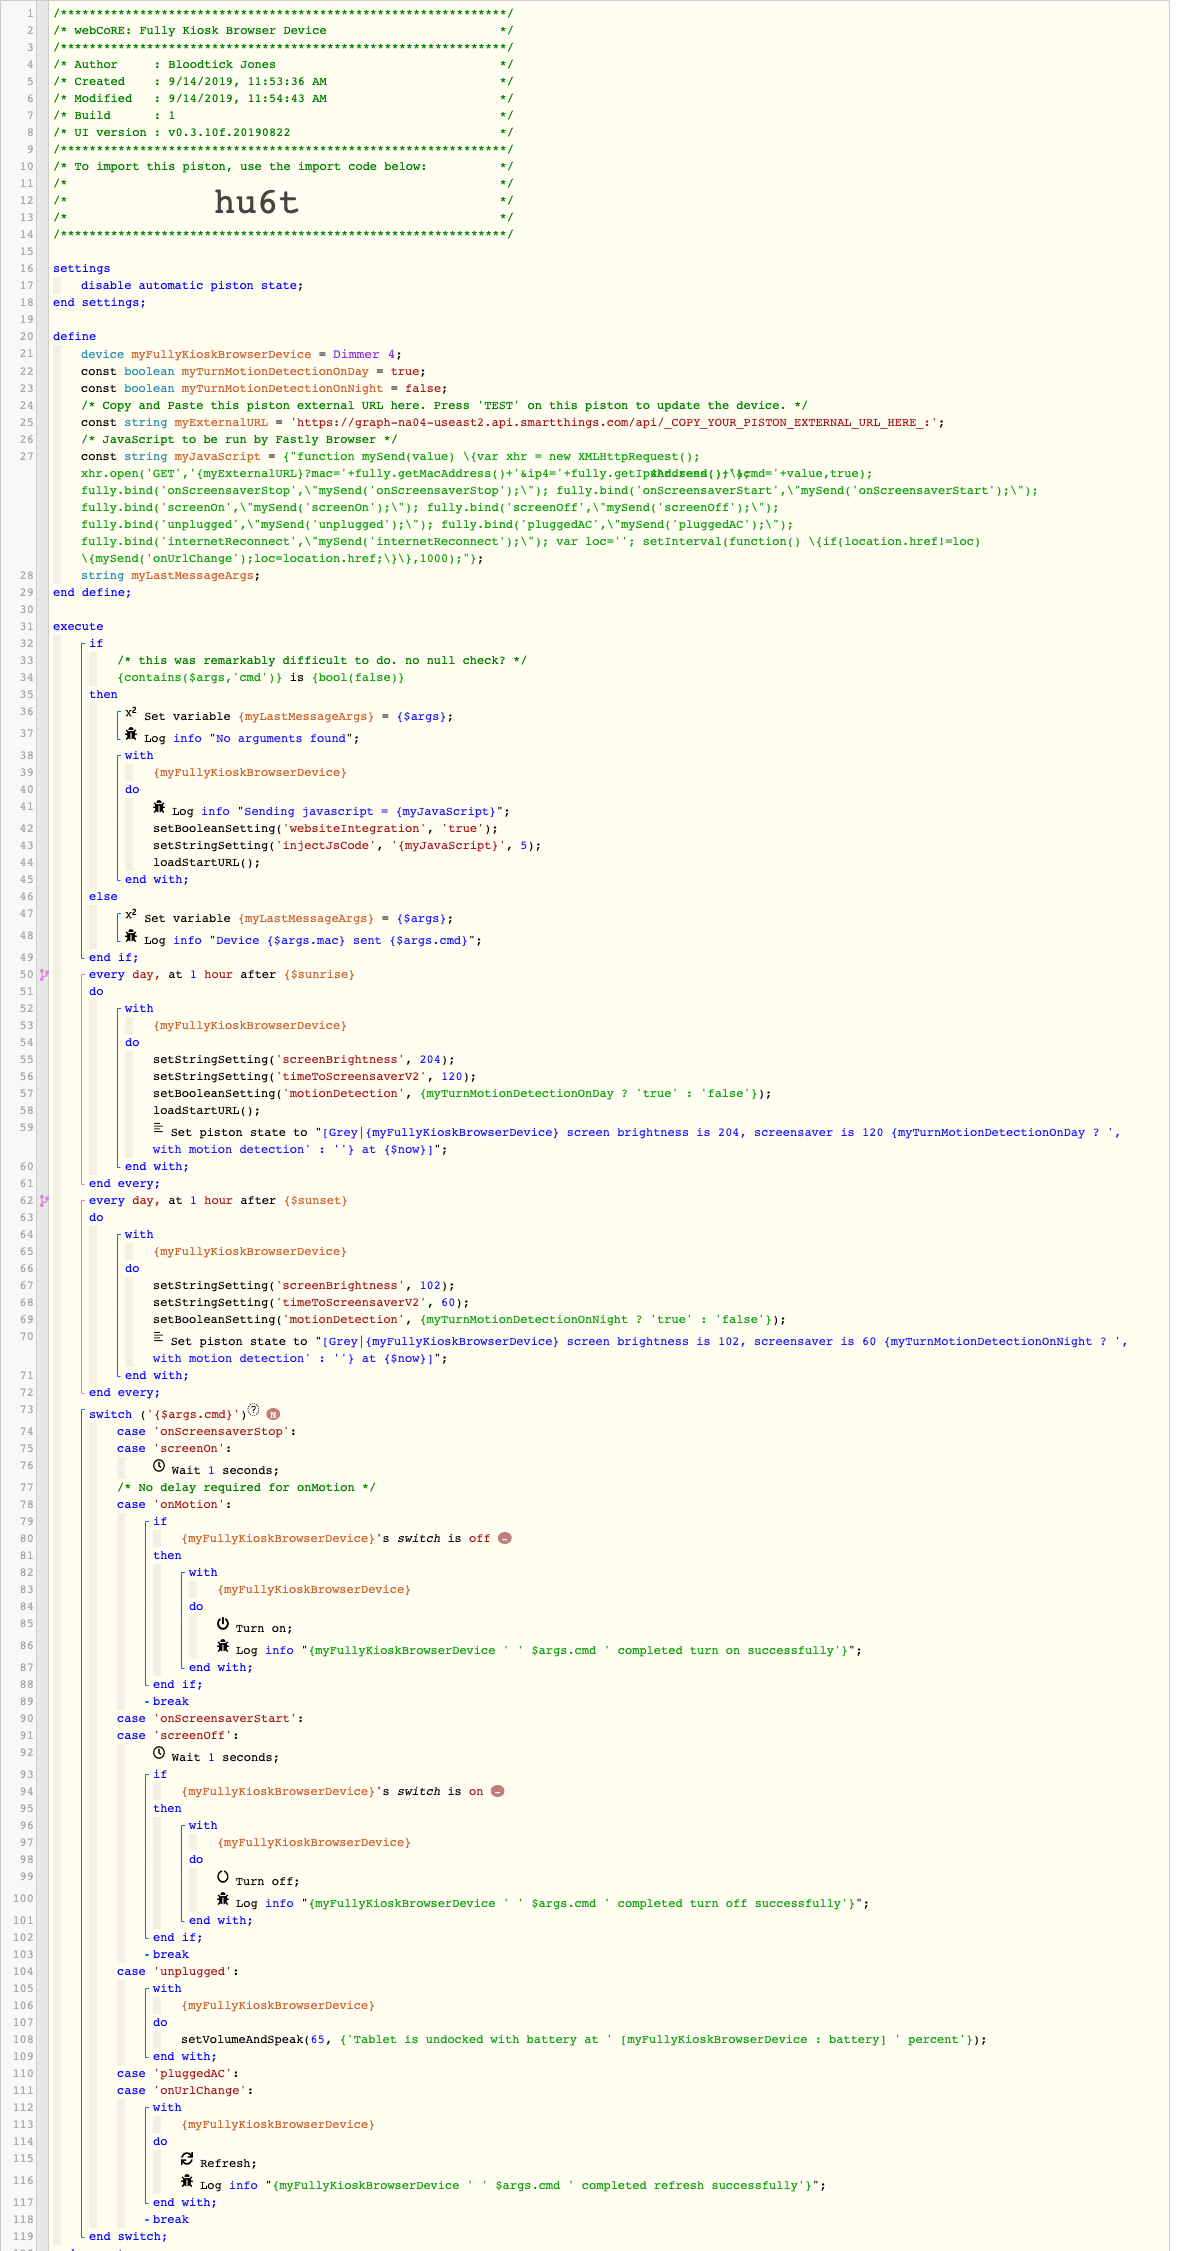 1 /**************************************************************/
2 /* webCoRE: Fully Kiosk Browser Device */
3 /**************************************************************/
4 /* Author : Bloodtick Jones */
5 /* Created : 9/14/2019, 11:53:36 AM */
6 /* Modified : 9/14/2019, 11:54:43 AM */
7 /* Build : 1 */
8 /* UI version : v0.3.10f.20190822 */
9 /**************************************************************/
10 /* To import this piston, use the import code below: */
11 /* */
12 /* hu6t */
13 /* */
14 /**************************************************************/
15
16 settings
17 disable automatic piston state;
18 end settings;
19
20 define
21 device myFullyKioskBrowserDevice = Dimmer 4;
22 const boolean myTurnMotionDetectionOnDay = true;
23 const boolean myTurnMotionDetectionOnNight = false;
24 /* Copy and Paste this piston external URL here. Press 'TEST' on this piston to update the device. */
25 const string myExternalURL = 'https://graph-na04-useast2.api.smartthings.com/api/_COPY_YOUR_PISTON_EXTERNAL_URL_HERE_:';
26 /* JavaScript to be run by Fastly Browser */
27 const string myJavaScript = {"function mySend(value) \{var xhr = new XMLHttpRequest();
xhr.open('GET','{myExternalURL}?mac='+fully.getMacAddress()+'&ip4='+fully.getIp4Address()+'&cmd='+value,true);
fully.bind('onScreensaverStop',\"mySend('onScreensaverStop');\"); fully.bind('onScreensaverStart',\"mySend('onScreensaverStart');\");
fully.bind('screenOn',\"mySend('screenOn');\"); fully.bind('screenOff',\"mySend('screenOff');\");
fully.bind('unplugged',\"mySend('unplugged');\"); fully.bind('pluggedAC',\"mySend('pluggedAC');\");
fully.bind('internetReconnect',\"mySend('internetReconnect');\"); var loc=''; setInterval(function() \{if(location.href!=loc)
\{mySend('onUrlChange');loc=location.href;\}\},1000);"};
28 string myLastMessageArgs;
29 end define;
30
31 execute
32 if
33 /* this was remarkably difficult to do. no null check? */
34 {contains($args,'cmd')} is {bool(false)}
35 then
36 x² Set variable {myLastMessageArgs} = {$args};
37 Log info "No arguments found";
38 with
39 {myFullyKioskBrowserDevice}
40 do
41 Log info "Sending javascript = {myJavaScript}";
42 setBooleanSetting('websiteIntegration', 'true');
43 setStringSetting('injectJsCode', '{myJavaScript}', 5);
44 loadStartURL();
45 end with;
46 else
47 x² Set variable {myLastMessageArgs} = {$args};
48 Log info "Device {$args.mac} sent {$args.cmd}";
49 end if;
50 every day, at 1 hour after {$sunrise}
51 do
52 with
53 {myFullyKioskBrowserDevice}
54 do
55 setStringSetting('screenBrightness', 204);
56 setStringSetting('timeToScreensaverV2', 120);
57 setBooleanSetting('motionDetection', {myTurnMotionDetectionOnDay ? 'true' : 'false'});
58 loadStartURL();
59 Set piston state to "[Grey|{myFullyKioskBrowserDevice} screen brightness is 204, screensaver is 120 {myTurnMotionDetectionOnDay ? ',
with motion detection' : ''} at {$now}]";
60 end with;
61 end every;
62 every day, at 1 hour after {$sunset}
63 do
64 with
65 {myFullyKioskBrowserDevice}
66 do
67 setStringSetting('screenBrightness', 102);
68 setStringSetting('timeToScreensaverV2', 60);
69 setBooleanSetting('motionDetection', {myTurnMotionDetectionOnNight ? 'true' : 'false'});
70 Set piston state to "[Grey|{myFullyKioskBrowserDevice} screen brightness is 102, screensaver is 60 {myTurnMotionDetectionOnNight ? ',
with motion detection' : ''} at {$now}]";
71 end with;
72 end every;
73 switch ('{$args.cmd}') ? N
74 case 'onScreensaverStop':
75 case 'screenOn':
76 Wait 1 seconds;
77 /* No delay required for onMotion */
78 case 'onMotion':
79 if
80 {myFullyKioskBrowserDevice}'s switch is off -
81 then
82 with
83 {myFullyKioskBrowserDevice}
84 do
85 Turn on;
86 Log info "{myFullyKioskBrowserDevice ' ' $args.cmd ' completed turn on successfully'}";
87 end with;
88 end if;
89 break
90 case 'onScreensaverStart':
91 case 'screenOff':
92 Wait 1 seconds;
93 if
94 {myFullyKioskBrowserDevice}'s switch is on -
95 then
96 with
97 {myFullyKioskBrowserDevice}
98 do
99 Turn off;
100 Log info "{myFullyKioskBrowserDevice ' ' $args.cmd ' completed turn off successfully'}";
101 end with;
102 end if;
103 break
104 case 'unplugged':
105 with
106 {myFullyKioskBrowserDevice}
107 do
108 setVolumeAndSpeak(65, {'Tablet is undocked with battery at ' [myFullyKioskBrowserDevice : battery] ' percent'});
109 end with;
110 case 'pluggedAC':
111 case 'onUrlChange':
112 with
113 {myFullyKioskBrowserDevice}
114 do
115 Refresh;
116 Log info "{myFullyKioskBrowserDevice ' ' $args.cmd ' completed refresh successfully'}";
117 end with;
118 break
119 end switch;